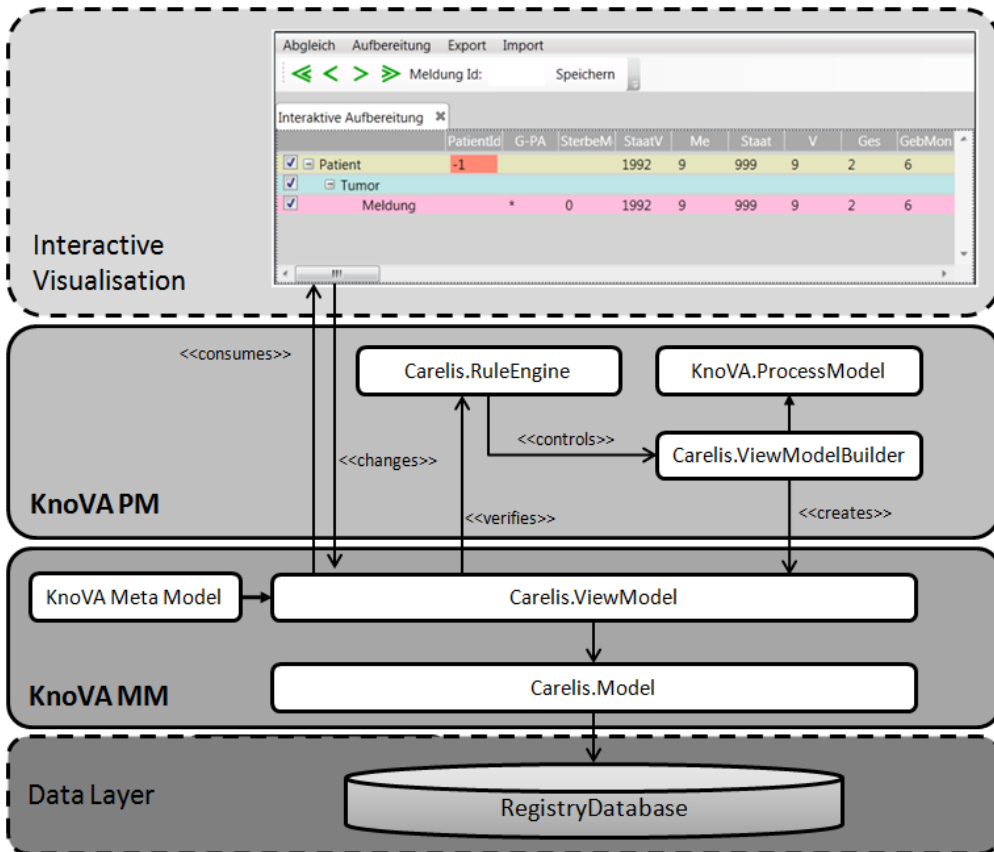 Abgleich Aufbereitung Export Import
Meldung Id: Speichern
Interaktive Aufbereitung
PatientId G-PA SterbeM StaatV Me Staat V Ges GebMon
Patient -1 1992 9 999 9 2 6
Tumor
Meldung * 0 1992 9 999 9 2 6
Interactive
Visualisation
<<consumes>>
Carelis.RuleEngine
KnoVA.ProcessModel
<<controls>>
<<changes>>
Carelis.ViewModelBuilder
KnoVA PM
<<verifies>>
<<creates>>
KnoVA Meta Model
Carelis.ViewModel
KnoVA MM
Carelis.Model
Data Layer
RegistryDatabase